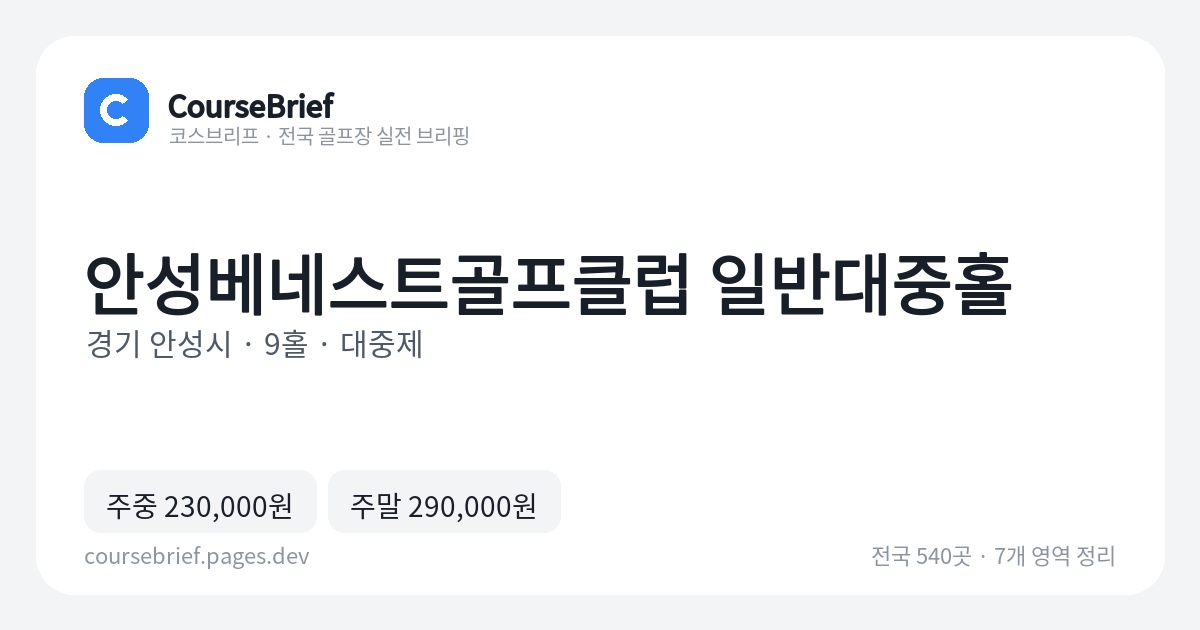 C
CourseBrief
코스브리프 · 전국 골프장 실전 브리핑
안성베네스트골프클럽 일반대중홀
경기 안성시 · 9홀 · 대중제
주중 230,000원 주말 290,000원
coursebrief.pages.dev 전국 540곳 · 7개 영역 정리